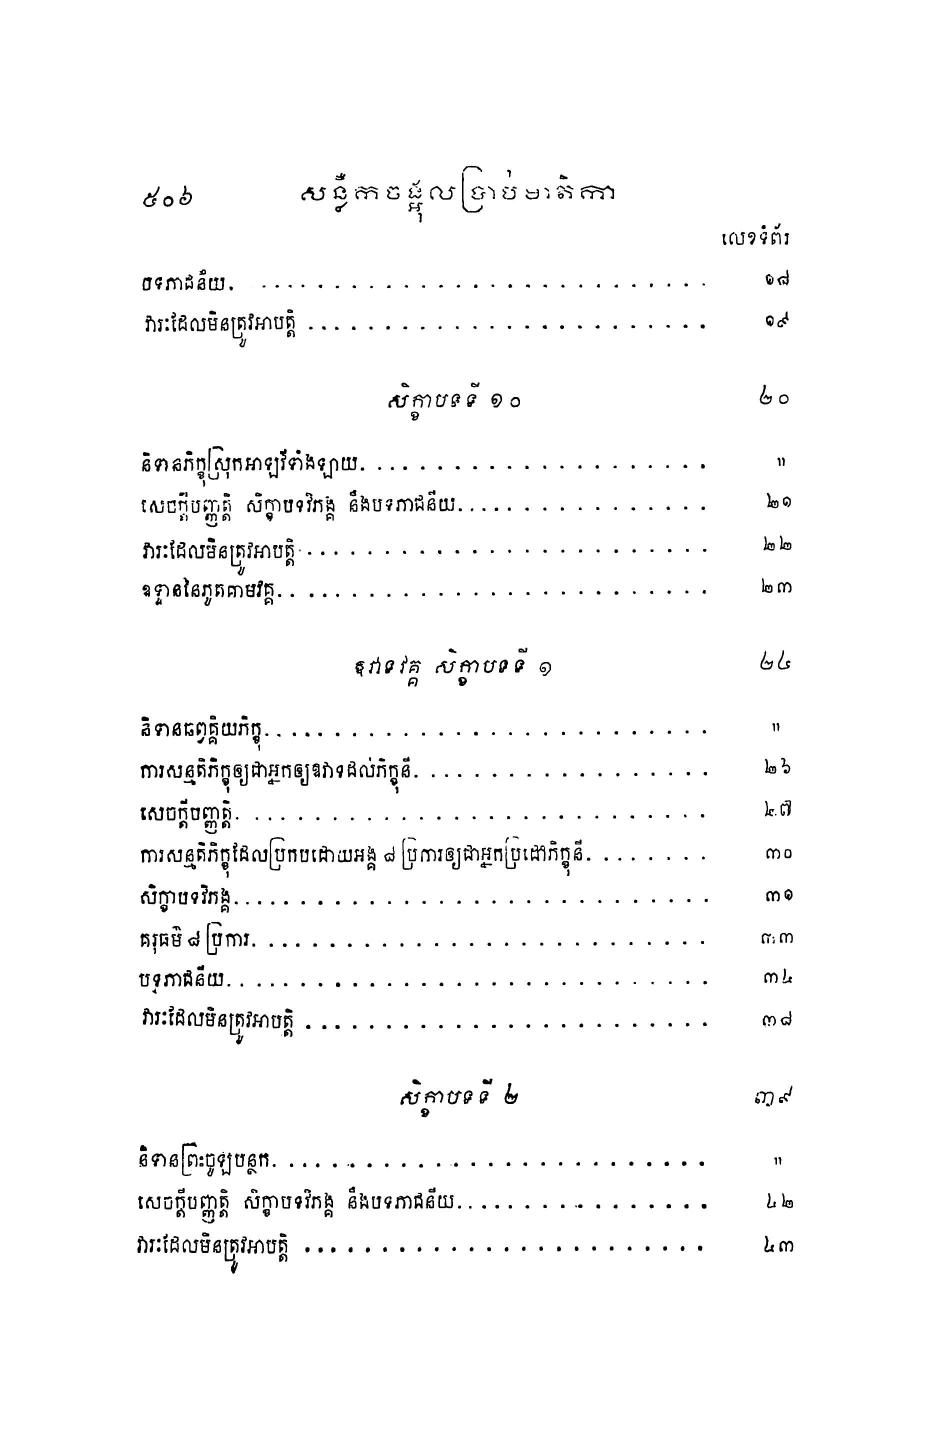 ៥០៦ សន្លឹកចង្អុលប្រាប់មាតិកា
លេខទំព័រ
បទភាជនីយ. . . . . . . . . . . . . . . . . . . . . . . . . . . ១៨
វារៈដែលមិនត្រូវអាបត្តិ . . . . . . . . . . . . . . . . . . . . . . ១៩
សិក្ខាបទទី ១០ ២០
និទានភិក្ខុស្រុកអាឡវីទាំងឡាយ. . . . . . . . . . . . . . . . . . . "
សេចក្តីបញ្ញត្តិ សិក្ខាបទវិភង្គ និងបទភាជនីយ. . . . . . . . . . . . . . . ២១
វារៈដែលមិនត្រូវអាបត្តិ . . . . . . . . . . . . . . . . . . . . . . ២២
ឧទ្ទាននៃភូតគាមវគ្គ. . . . . . . . . . . . . . . . . . . . . . . . ២៣
ឱវាទវគ្គ សិក្ខាបទទី ១ ២៤
និទានឆព្វគ្គិយភិក្ខុ. . . . . . . . . . . . . . . . . . . . . . . . . "
ការសន្មតិភិក្ខុឲ្យជាអ្នកឲ្យឱវាទដល់ភិក្ខុនី. . . . . . . . . . . . . . . . . ២៦
សេចក្តីបញ្ញត្តិ. . . . . . . . . . . . . . . . . . . . . . . . . . . ២៧
ការសន្មតិភិក្ខុដែលប្រកបដោយអង្គ ៨ ប្រការឲ្យជាអ្នកប្រដៅភិក្ខុនី. . . . . . . . ៣០
សិក្ខាបទវិភង្គ. . . . . . . . . . . . . . . . . . . . . . . . . . . ៣១
គរុធម៌ ៨ ប្រការ. . . . . . . . . . . . . . . . . . . . . . . . . . ៣៣
បទភាជនីយ. . . . . . . . . . . . . . . . . . . . . . . . . . . . ៣៤
វារៈដែលមិនត្រូវអាបត្តិ . . . . . . . . . . . . . . . . . . . . . . ៣៨
សិក្ខាបទទី ២ ៣៩
និទានព្រះចូឡបន្ថក. . . . . . . . . . . . . . . . . . . . . . . . . "
សេចក្តីបញ្ញត្តិ សិក្ខាបទវិភង្គ និងបទភាជនីយ. . . . . . . . . . . . . . . ៤២
វារៈដែលមិនត្រូវអាបត្តិ . . . . . . . . . . . . . . . . . . . . . . ៤៣